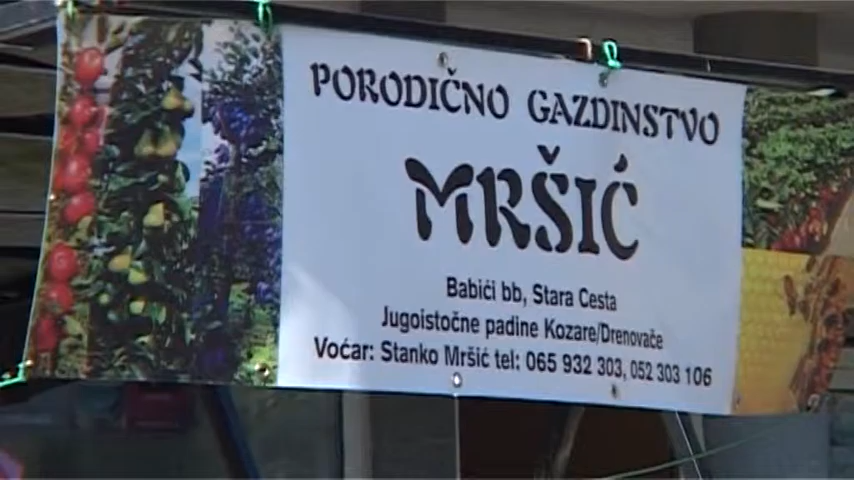 PORODIČNO GAZDINSTVO
MRŠIĆ
Babići bb, Stara Cesta
Jugoistočne padine Kozare/Drenovače
Voćar: Stanko Mršić tel: 065 932 303, 052 303 106